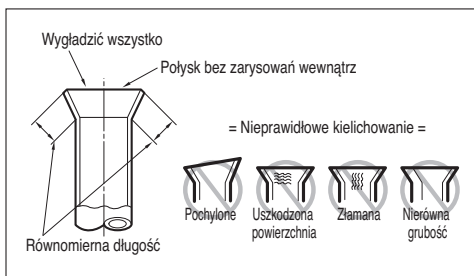 Wygładzić wszystko
Połysk bez zarysowań wewnątrz
= Nieprawidłowe kielichowanie =
Pochylone
Uszkodzona
powierzchnia
Złamana
Nierówna
grubość
Równomierna długość